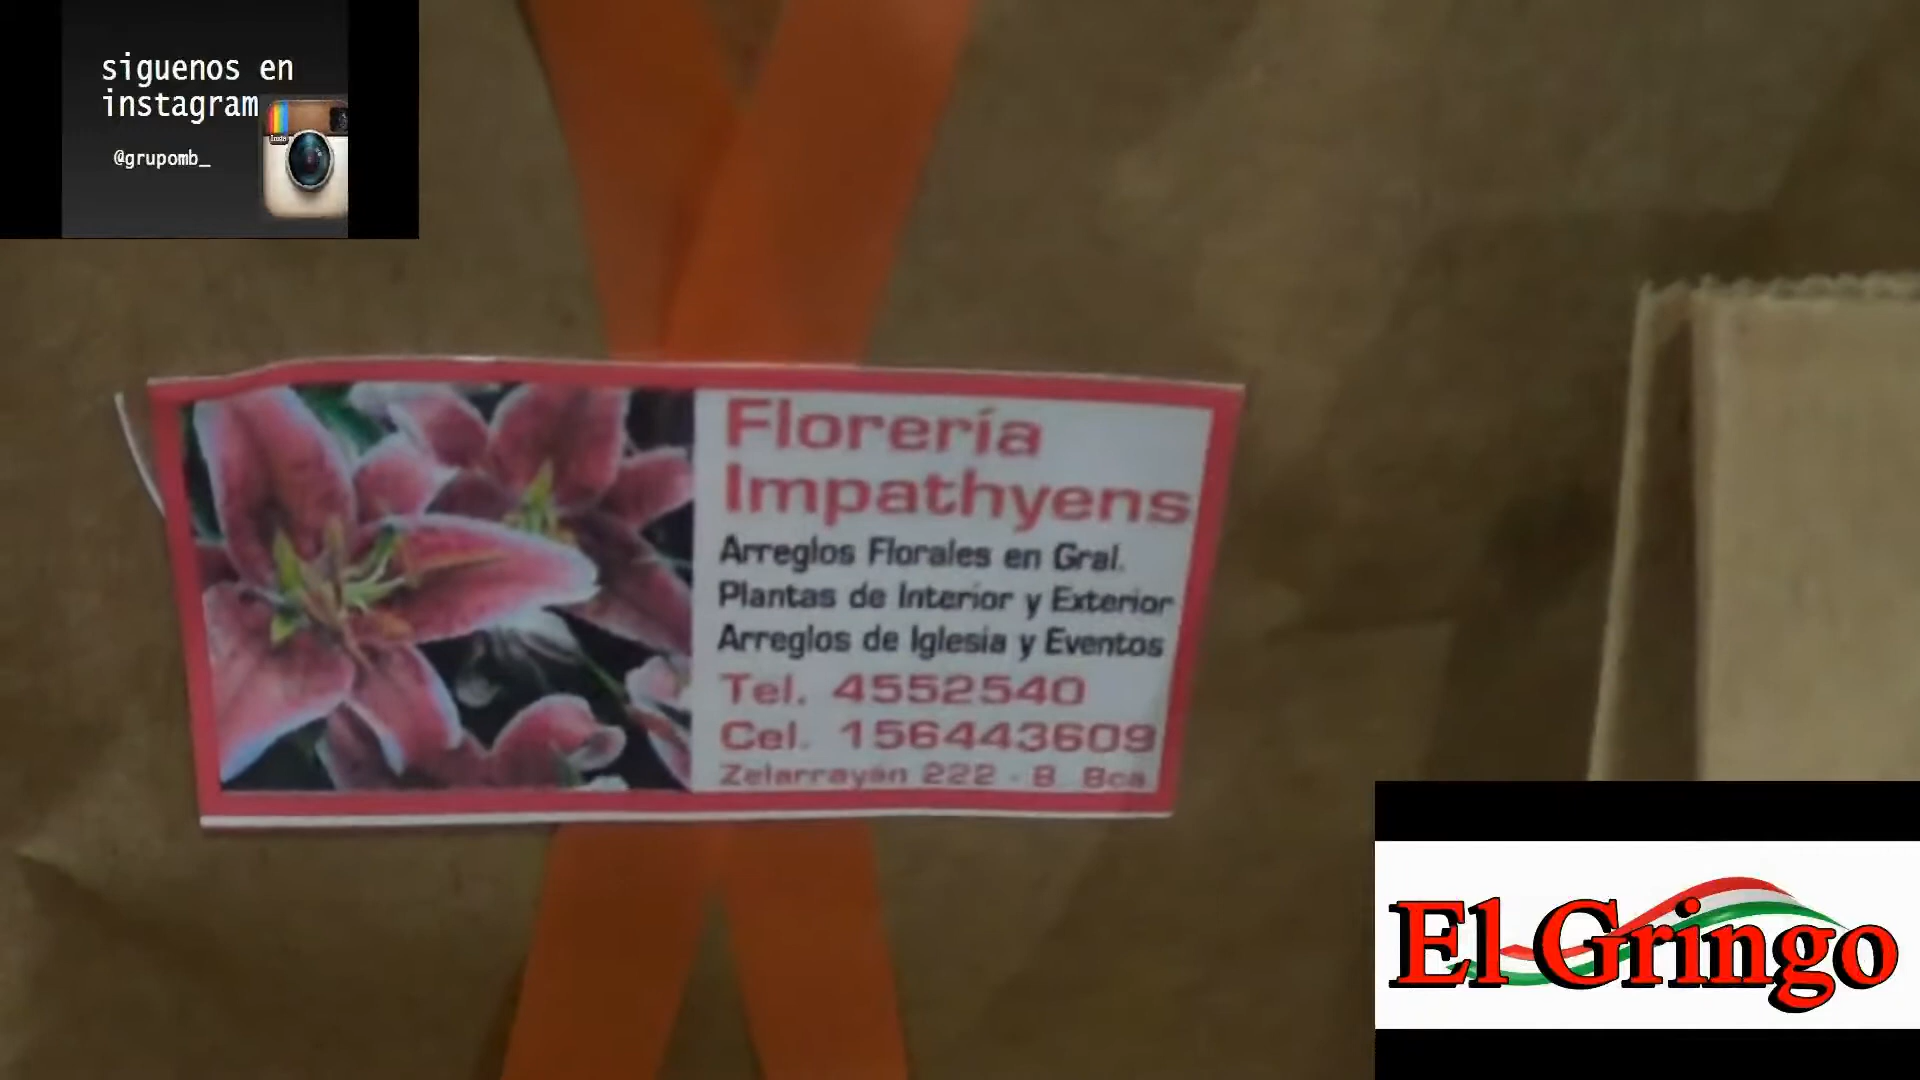 siguenos en
instagram
@grupomb_
Florería
Impathyens
Arreglos Florales en Gral.
Plantas de Interior y Exterior
Arreglos de Iglesia y Eventos
Tel. 4552540
Cel. 156443609
Zelarrayán 222 - B. Bca
El Gringo